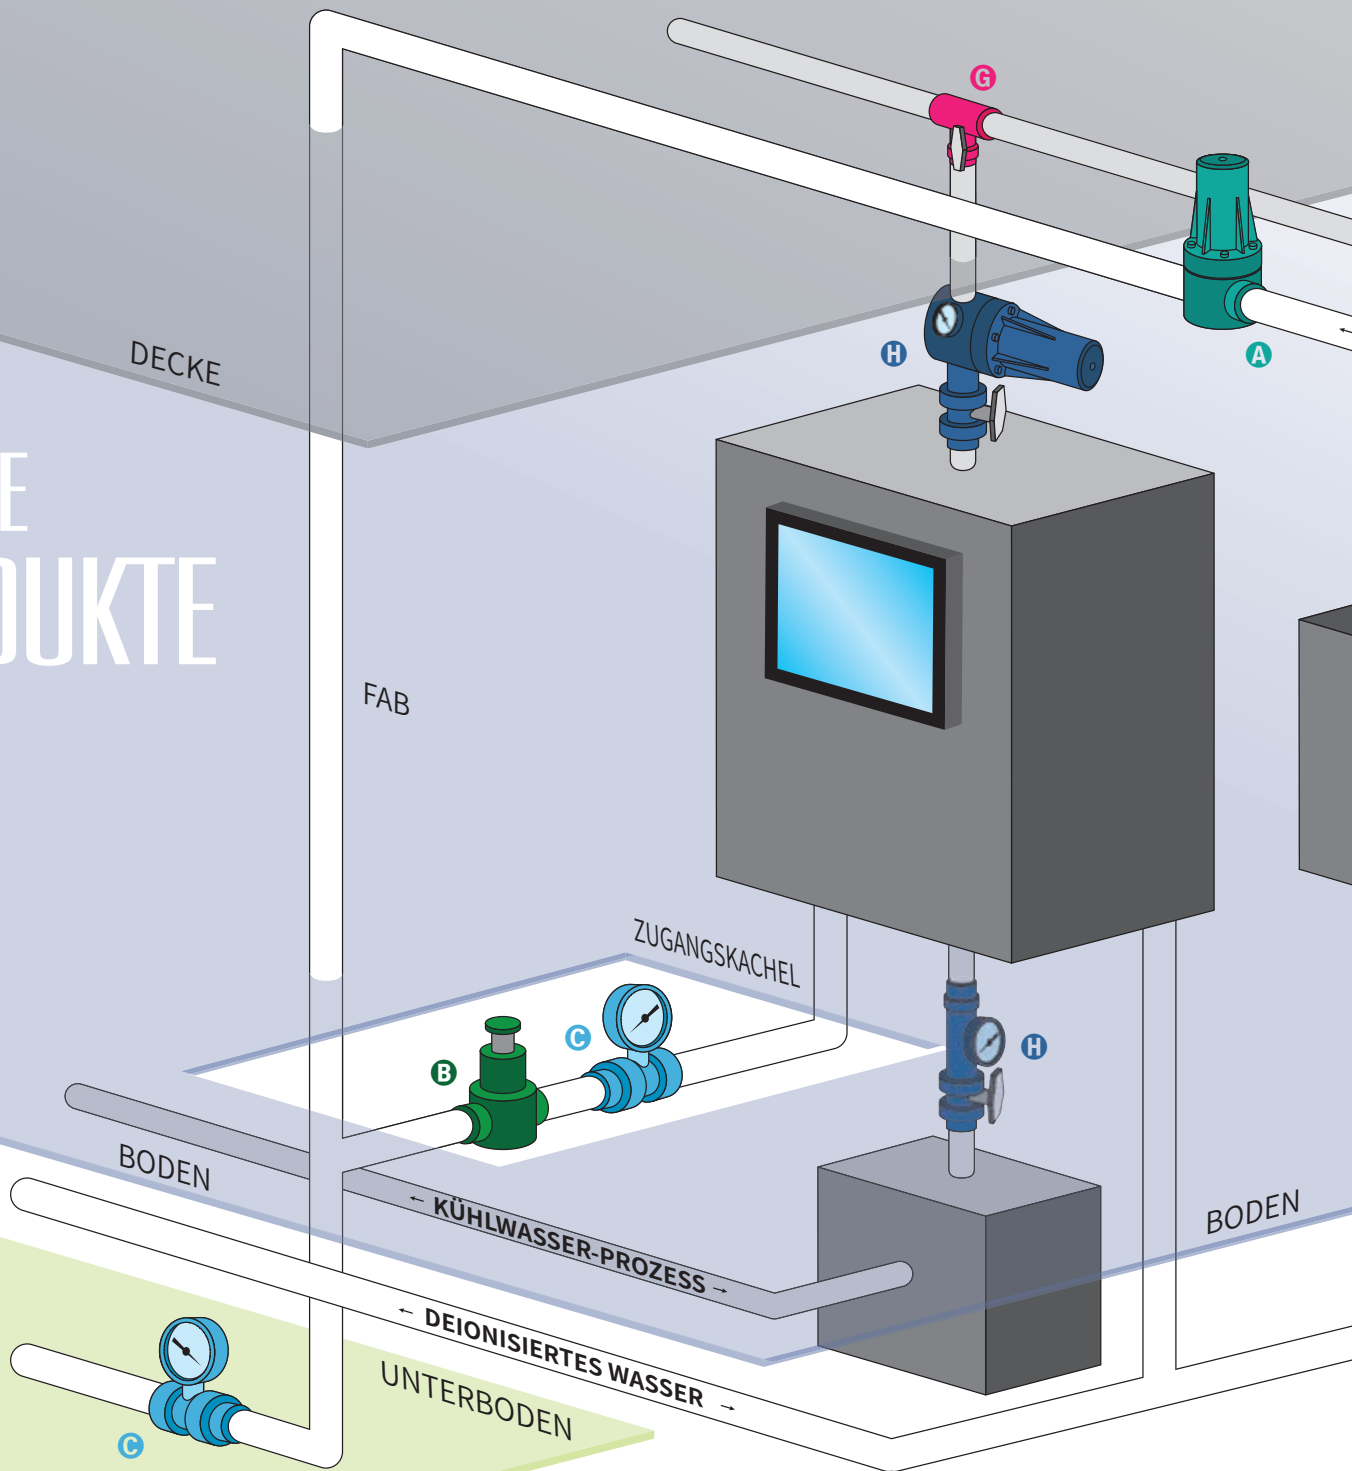 G
A
H
DECKE
E
DUKTE
FAB
ZUGANGSKACHEL
C
B
H
BODEN
← KÜHLWASSER-PROZESS →
BODEN
← DEIONISIERTES WASSER →
UNTERBODEN
C
←